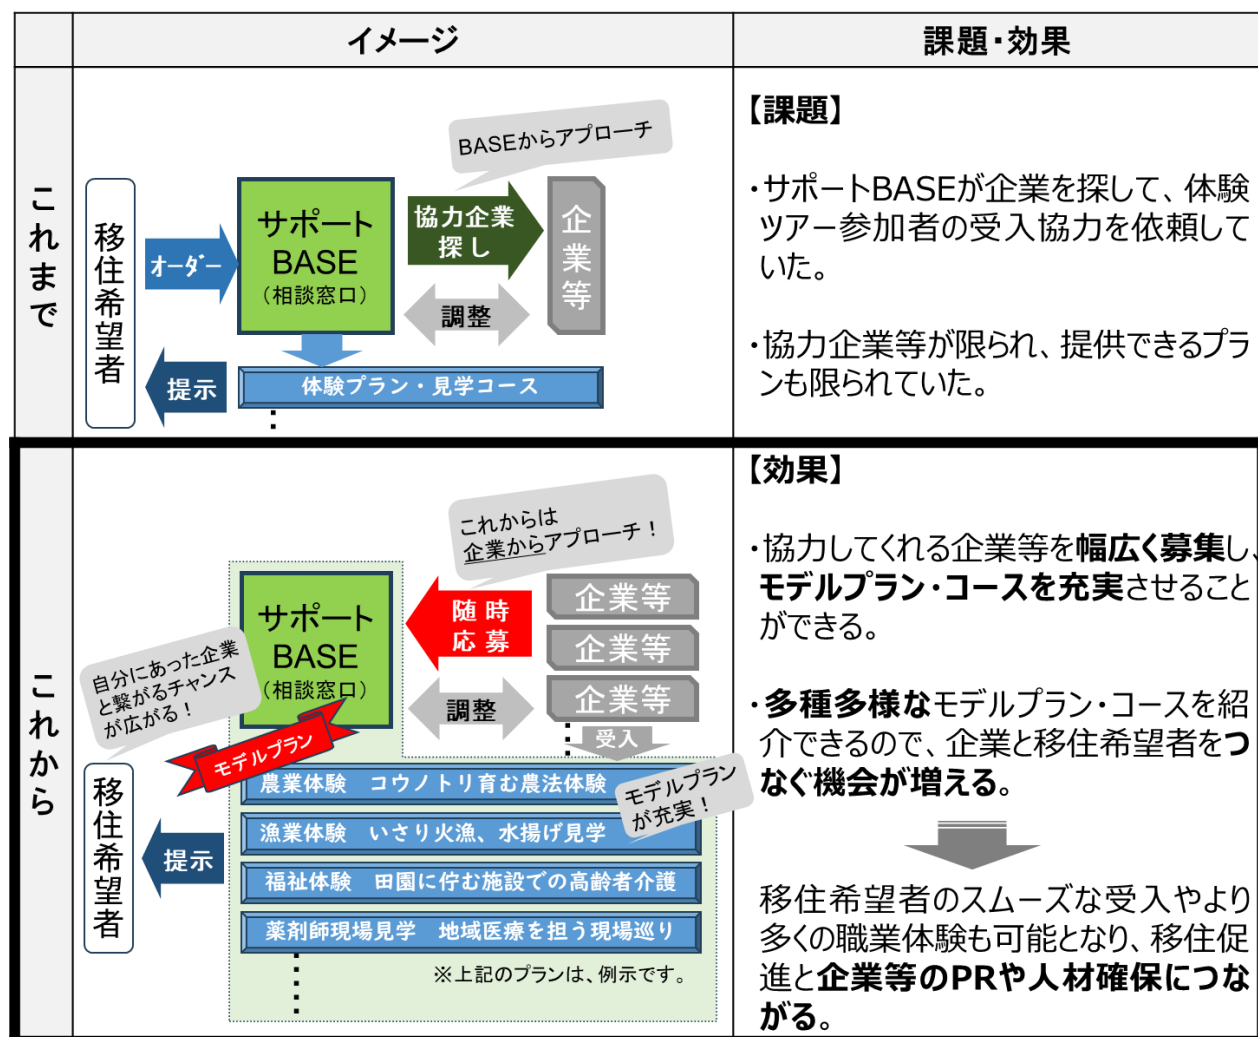 イメージ
課題・効果
これまで
移住希望者
オーダー
サポート
BASE
（相談窓口）
BASEからアプローチ
協力企業
探し
調整
企業等
提示
体験プラン・見学コース
【課題】
・サポートBASEが企業を探して、体験
ツアー参加者の受入協力を依頼して
いた。
・協力企業等が限られ、提供できるプラ
ンも限られていた。
これから
これからは
企業からアプローチ！
サポート
BASE
（相談窓口）
随時
応募
企業等
企業等
企業等
調整
受入
自分にあった企業
と繋がるチャンス
が広がる！
モデルプラン
モデルプラン
が充実！
移住希望者
提示
農業体験　コウノトリ育む農法体験
漁業体験　いさり火漁、水揚げ見学
福祉体験　田園に佇む施設での高齢者介護
薬剤師現場見学　地域医療を担う現場巡り
※上記のプランは、例示です。
【効果】
・協力してくれる企業等を幅広く募集し、
モデルプラン・コースを充実させること
ができる。
・多種多様なモデルプラン・コースを紹
介できるので、企業と移住希望者をつ
なぐ機会が増える。
移住希望者のスムーズな受入やより
多くの職業体験も可能となり、移住促
進と企業等のPRや人材確保につな
がる。